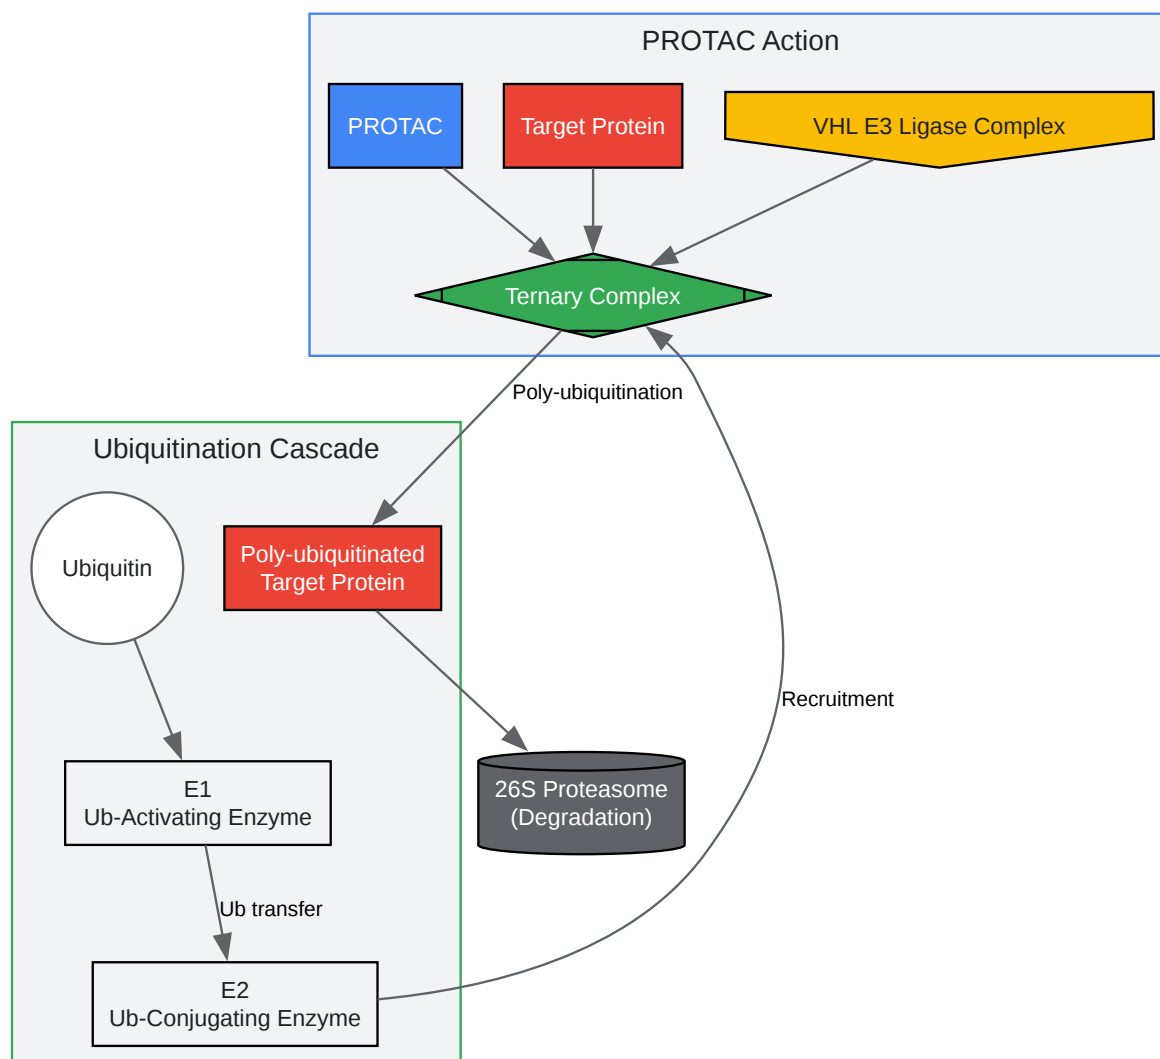 PROTAC Action
PROTAC
Target Protein
VHL E3 Ligase Complex
Ternary Complex
Poly-ubiquitination
Ubiquitination Cascade
Ubiquitin
Poly-ubiquitinated
Target Protein
Recruitment
26S Proteasome
(Degradation)
E1
Ub-Activating Enzyme
Ub transfer
E2
Ub-Conjugating Enzyme